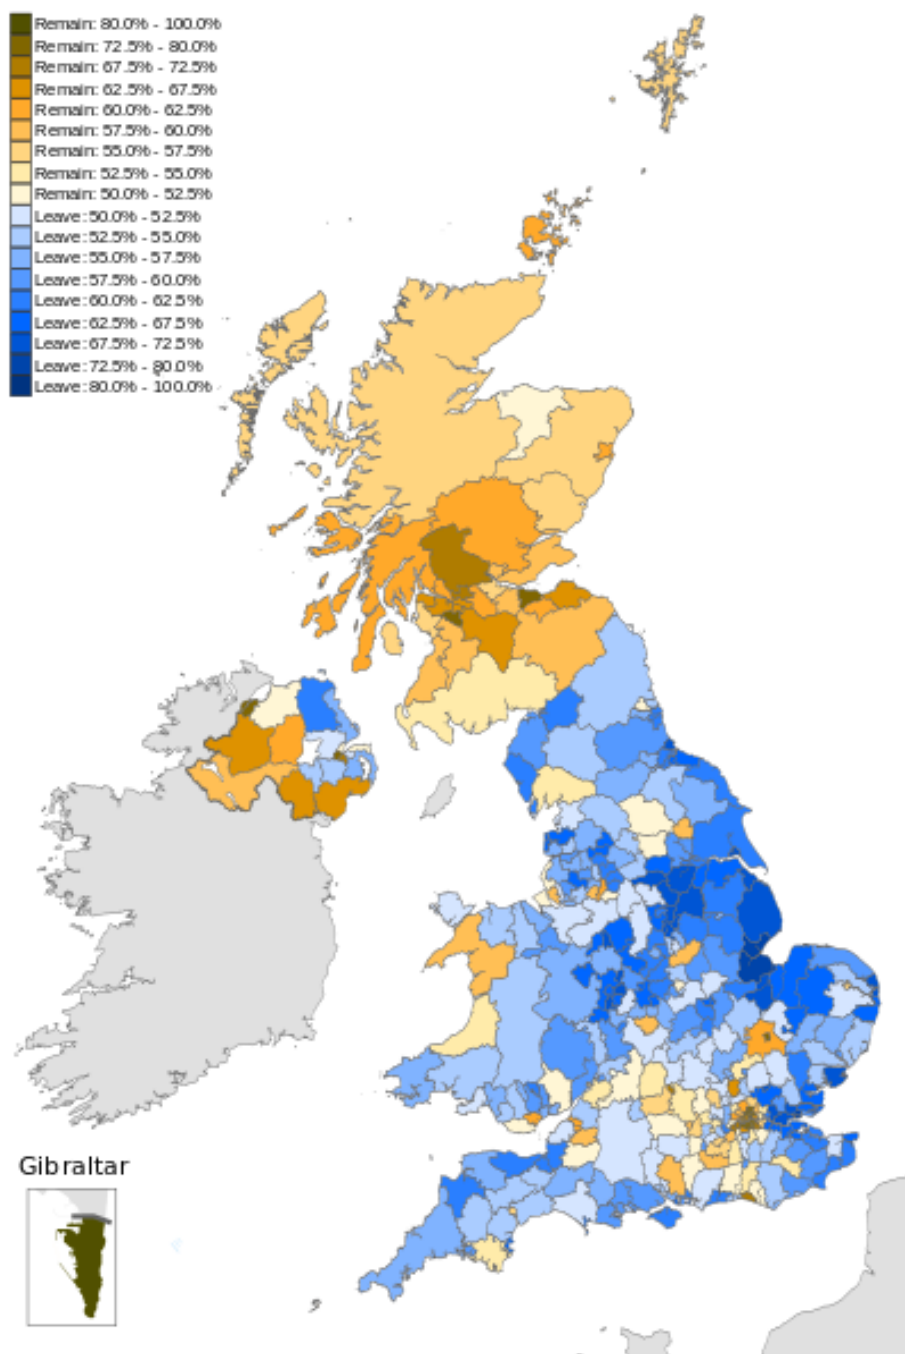 Remain: 80.0% - 100.0%
Remain: 72.5% - 80.0%
Remain: 67.5% - 72.5%
Remain: 62.5% - 67.5%
Remain: 60.0% - 62.5%
Remain: 57.5% - 60.0%
Remain: 55.0% - 57.5%
Remain: 52.5% - 55.0%
Remain: 50.0% - 52.5%
Leave: 50.0% - 52.5%
Leave: 52.5% - 55.0%
Leave: 55.0% - 57.5%
Leave: 57.5% - 60.0%
Leave: 60.0% - 62.5%
Leave: 62.5% - 67.5%
Leave: 67.5% - 72.5%
Leave: 72.5% - 80.0%
Leave: 80.0% - 100.0%
Gibraltar